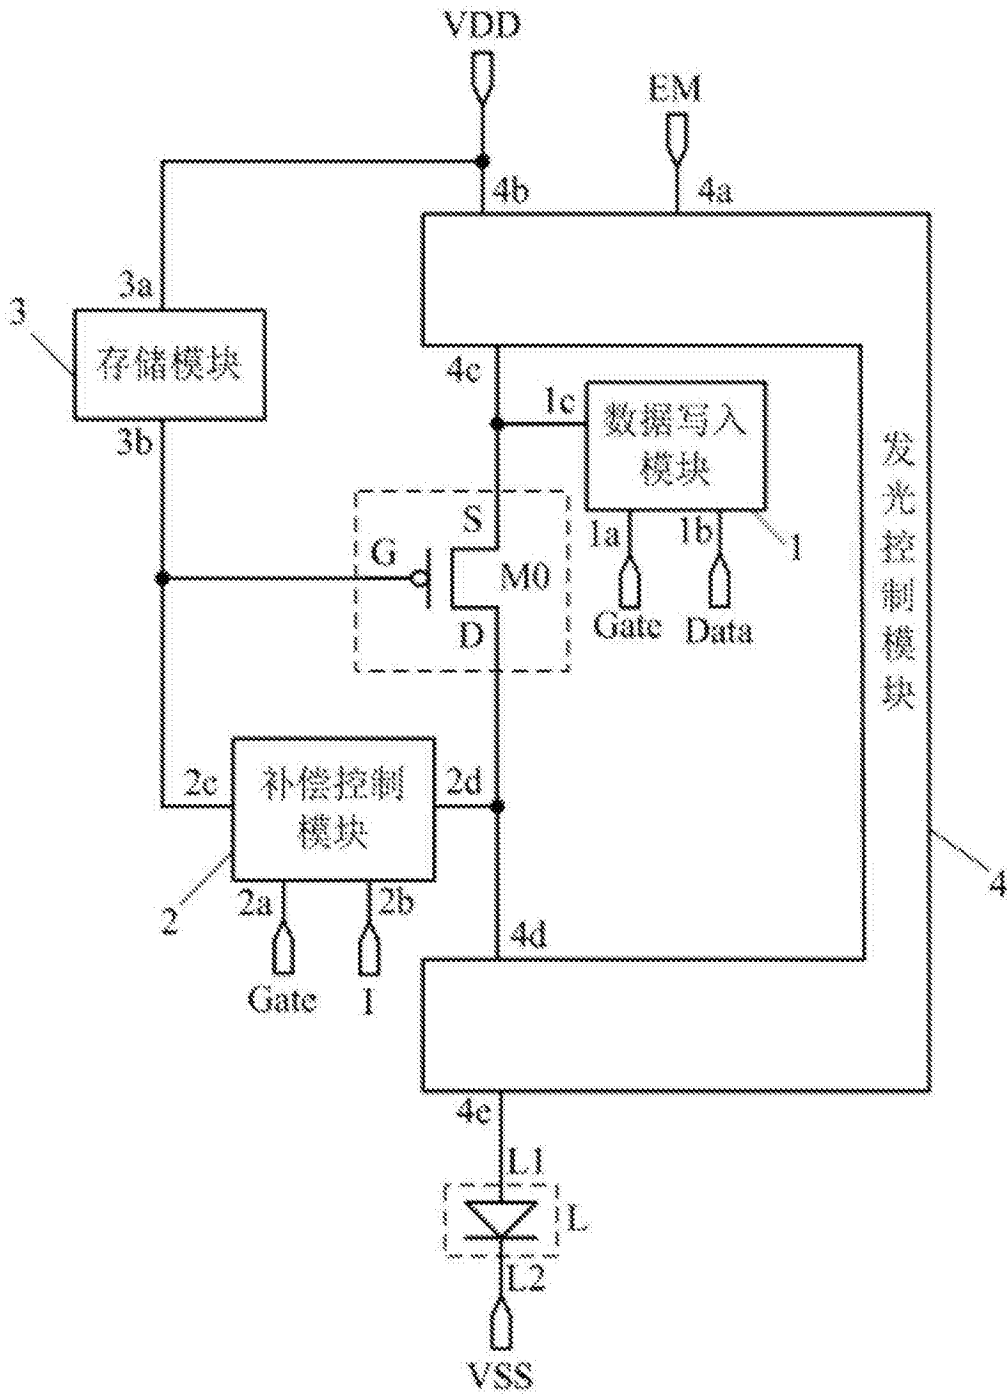 VDD
EM
4b
4a
3a
3
存储模块
4c
1c
数据写入
模块
3b
发光控制模块
S
1a
1b
1
G
M0
D
Gate
Data
2c
补偿控制
模块
2d
4
2a
2b
2
4d
Gate
I
4e
L1
L
L2
VSS